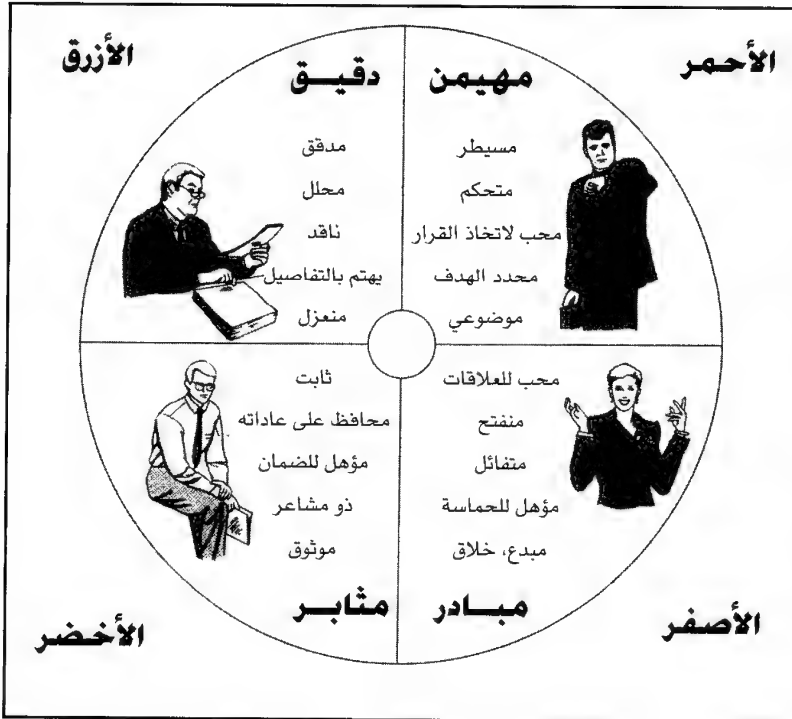 الأحمر
مهيمن
مسيطر
متحكم
محب لاتخاذ القرار
محدد الهدف
موضوعي
الأزرق
دقيق
مدقق
محلل
ناقد
يهتم بالتفاصيل
منعزل
محب للعلاقات
منفتح
متفائل
مؤهل للحماسة
مبدع، خلاق
مبادر
الأصفر
ثابت
محافظ على عاداته
مؤهل للضمان
ذو مشاعر
موثوق
مثابر
الأخضر